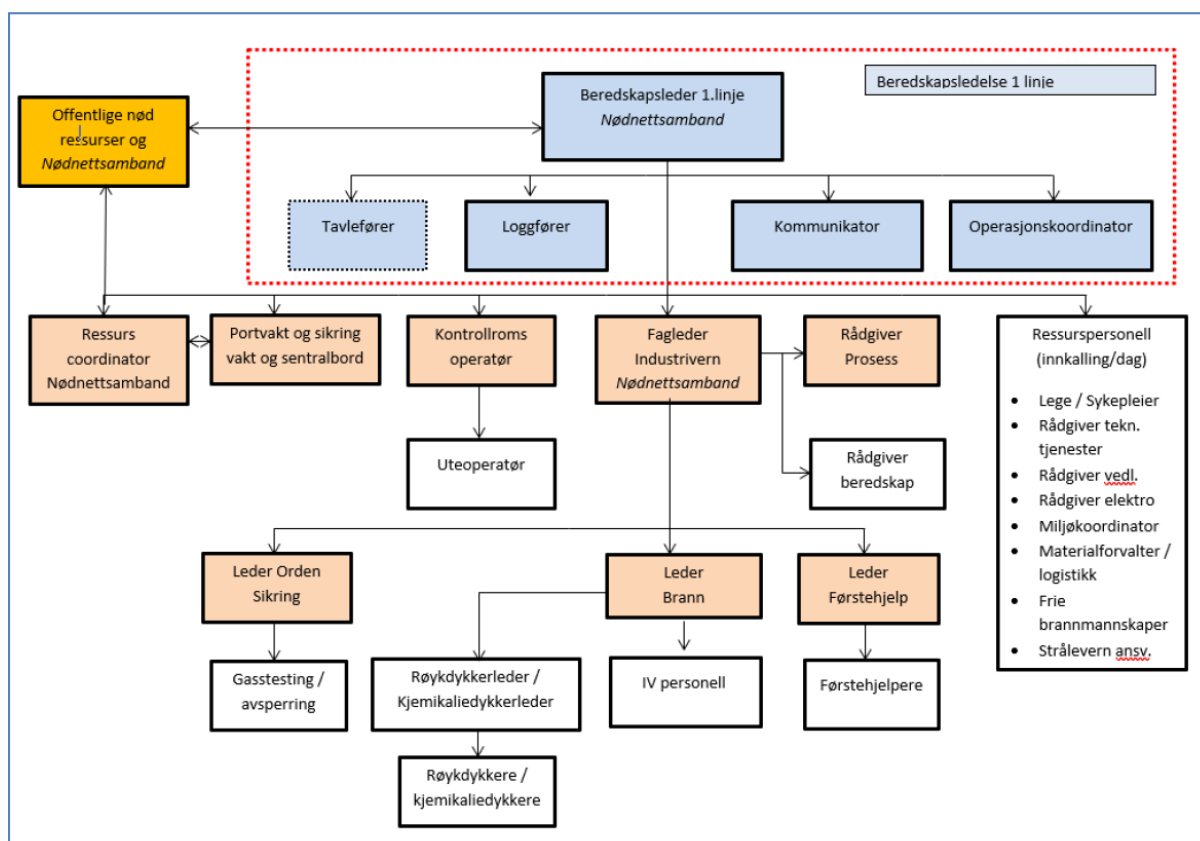 Beredskapsledelse 1 linje
Beredskapsleder 1.linje
Nødnettsamband
Offentlige nød
ressurser og
Nødnettsamband
Tavlefører
Loggfører
Kommunikator
Operasjonskoordinator
Ressurs
coordinator
Nødnettsamband
Portvakt og sikring
vakt og sentralbord
Kontrollroms
operatør
Fagleder
Industrivern
Nødnettsamband
Rådgiver
Prosess
Ressurspersonell
(innkalling/dag)
• Lege / Sykepleier
• Rådgiver tekn.
tjenester
• Rådgiver vedl.
• Rådgiver elektro
• Miljøkoordinator
• Materialforvalter /
logistikk
• Frie
brannmannskaper
• Strålevern ansv.
Uteoperatør
Rådgiver
beredskap
Leder Orden
Sikring
Leder
Brann
Leder
Førstehjelp
Gasstesting /
avsperring
Røykdykkerleder /
Kjemikaliedykkerleder
IV personell
Førstehjelpere
Røykdykkere /
kjemikaliedykkere